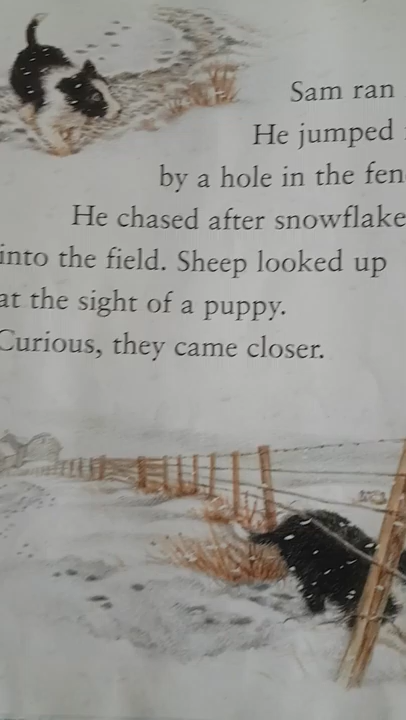 Sam ran
He jumped
by a hole in the fen
He chased after snowflake
into the field. Sheep looked up
at the sight of a puppy.
Curious, they came closer.